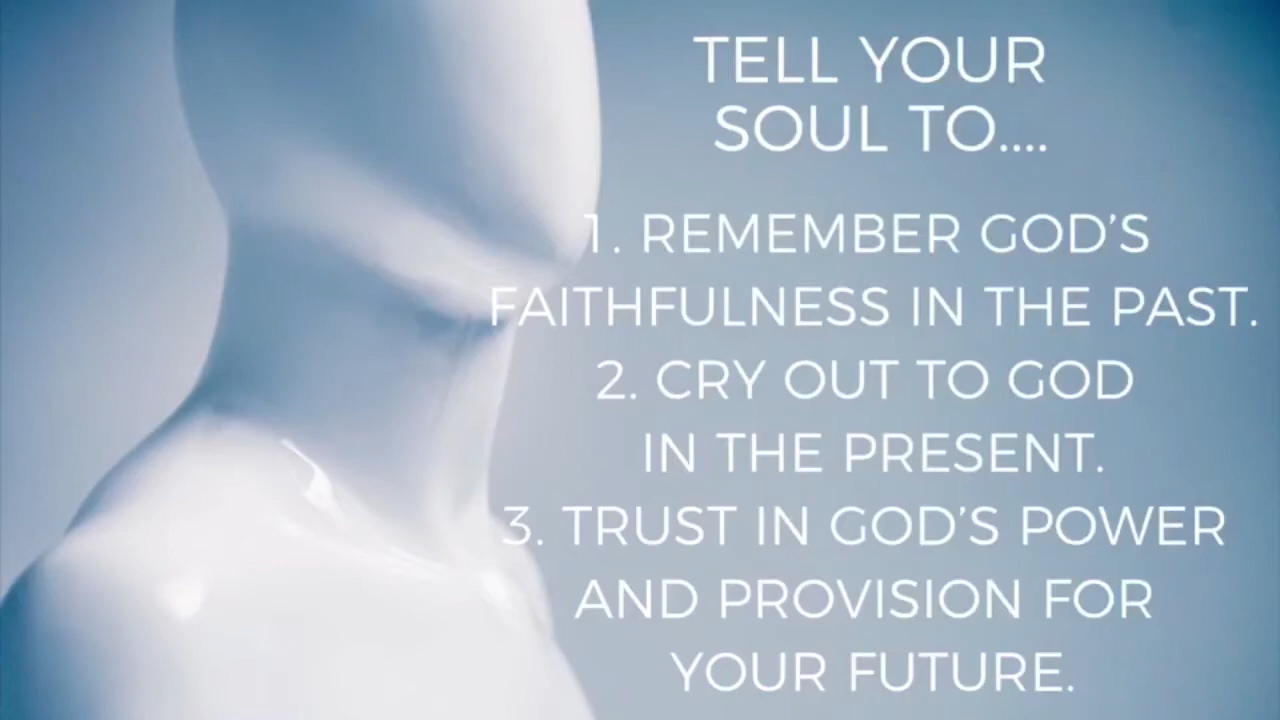 TELL YOUR
SOUL TO....
1. REMEMBER GOD'S
FAITHFULNESS IN THE PAST.
2. CRY OUT TO GOD
IN THE PRESENT.
3. TRUST IN GOD'S POWER
AND PROVISION FOR
YOUR FUTURE.